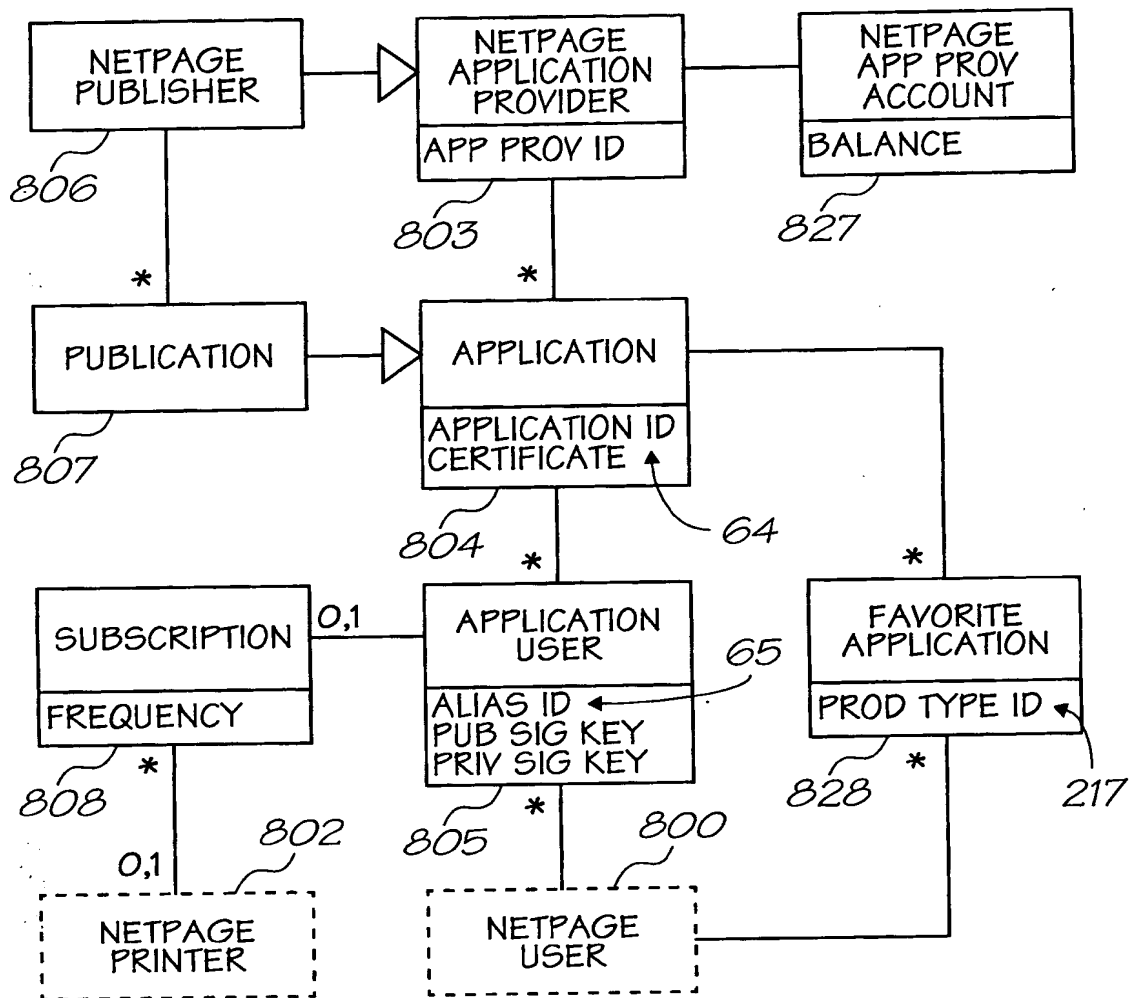 NETPAGE
PUBLISHER
806
NETPAGE
APPLICATION
PROVIDER
APP PROV ID
803
NETPAGE
APP PROV
ACCOUNT
BALANCE
827
*
*
PUBLICATION
807
APPLICATION
APPLICATION ID
CERTIFICATE
804
64
*
*
SUBSCRIPTION
FREQUENCY
808
0,1
APPLICATION
USER
ALIAS ID
PUB SIG KEY
PRIV SIG KEY
805
65
FAVORITE
APPLICATION
PROD TYPE ID
828
217
*
*
*
0,1
802
800
NETPAGE
PRINTER
NETPAGE
USER